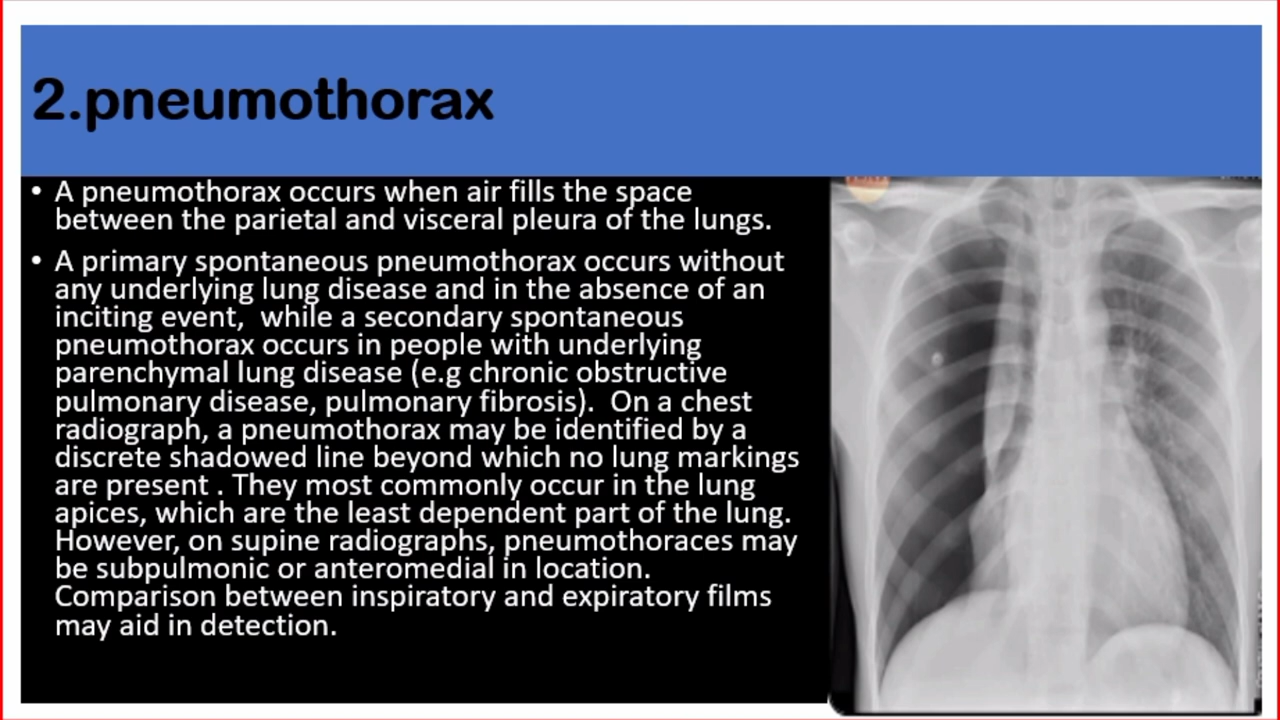 2.pneumothorax
• A pneumothorax occurs when air fills the space
between the parietal and visceral pleura of the lungs.
• A primary spontaneous pneumothorax occurs without
any underlying lung disease and in the absence of an
inciting event,  while a secondary spontaneous
pneumothorax occurs in people with underlying
parenchymal lung disease (e.g chronic obstructive
pulmonary disease, pulmonary fibrosis).  On a chest
radiograph, a pneumothorax may be identified by a
discrete shadowed line beyond which no lung markings
are present . They most commonly occur in the lung
apices, which are the least dependent part of the lung.
However, on supine radiographs, pneumothoraces may
be subpulmonic or anteromedial in location.
Comparison between inspiratory and expiratory films
may aid in detection.